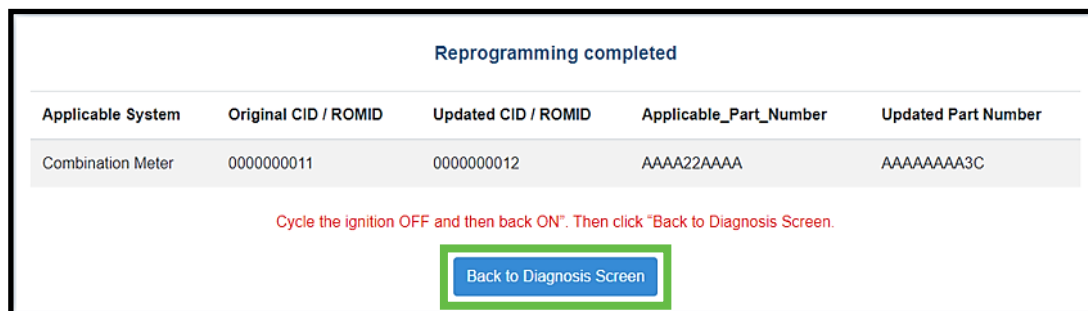 Reprogramming completed
Applicable System Original CID / ROMID Updated CID / ROMID Applicable_Part_Number Updated Part Number
Combination Meter 0000000011 0000000012 AAAA22AAAA AAAAAAAA3C
Cycle the ignition OFF and then back ON”. Then click “Back to Diagnosis Screen.
Back to Diagnosis Screen